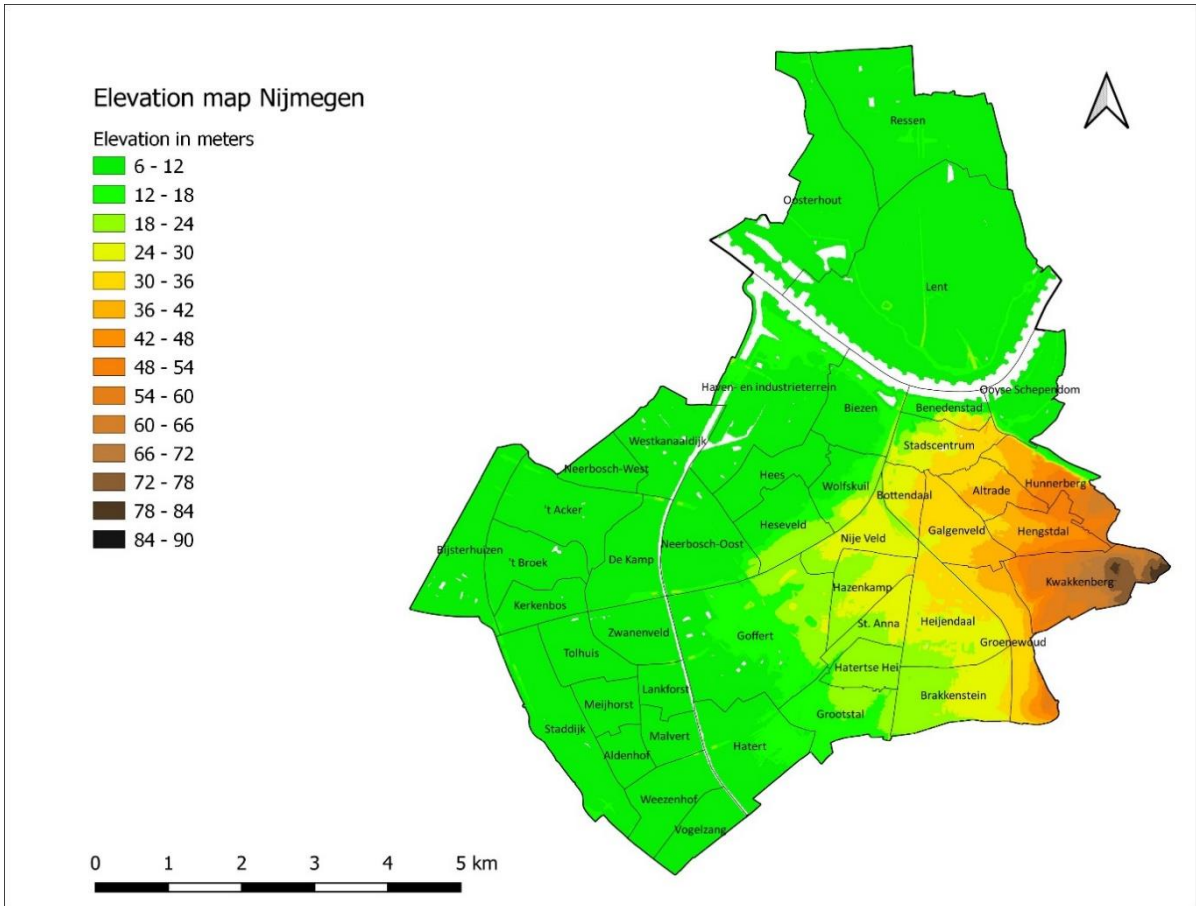 Elevation map Nijmegen
Elevation in meters
6 - 12
12 - 18
18 - 24
24 - 30
30 - 36
36 - 42
42 - 48
48 - 54
54 - 60
60 - 66
66 - 72
72 - 78
78 - 84
84 - 90
Ressen
Oosterhout
Lent
Haven- en industrieterrein
Ooyse Schependom
Biezen
Benedenstad
Westkanaaldijk
Stadscentrum
Neerbosch-West
Hees
Wolfskuil
Bottendaal
Altrade
Hunnerberg
't Acker
Heseveld
Galgenveld
Hengstdal
Nije Veld
Bijsterhuizen
't Broek
De Kamp
Neerbosch-Oost
Kwakkenberg
Hazenkamp
Kerkenbos
St. Anna
Heijendaal
Zwanenveld
Goffert
Groenewoud
Tolhuis
Hatertse Hei
Lankforst
Brakkenstein
Meijhorst
Grootstal
Staddijk
Malvert
Hatert
Aldenhof
Weezenhof
Vogelzang
0 1 2 3 4 5 km